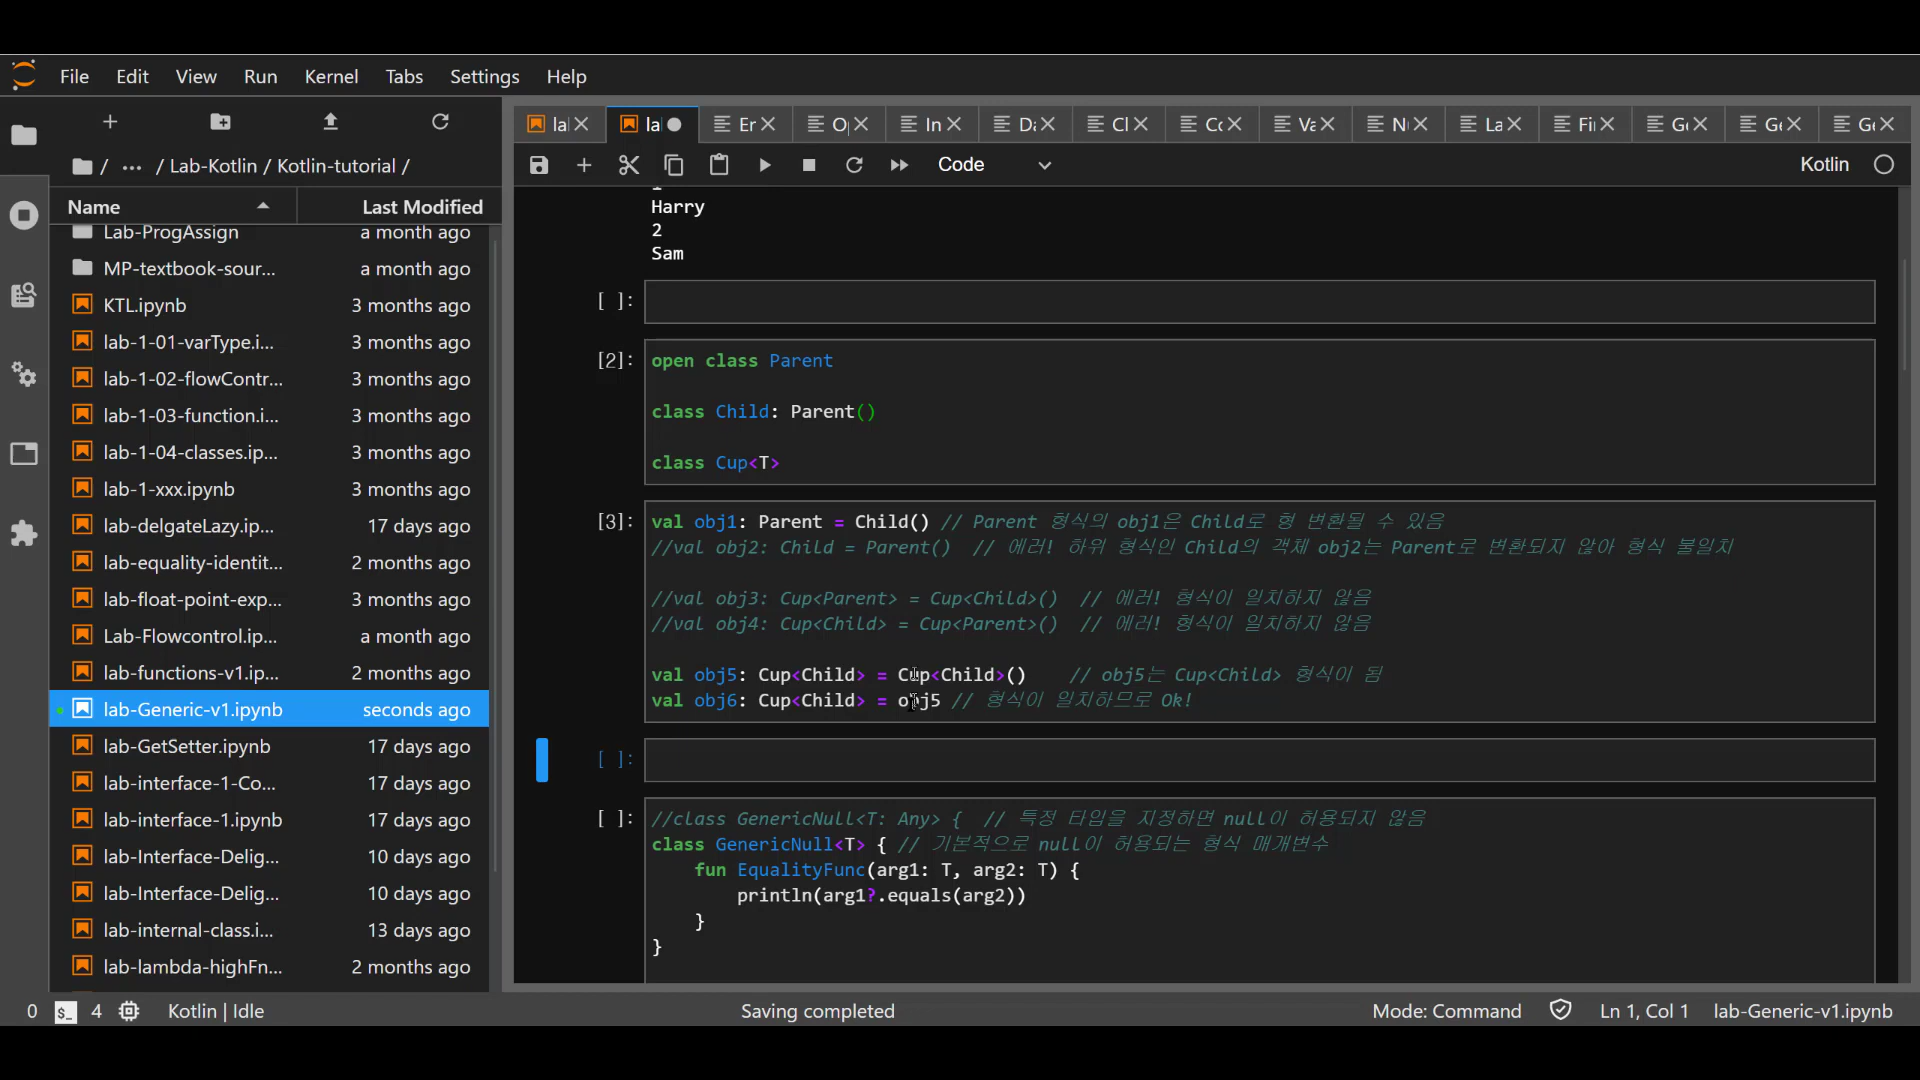 File Edit View Run Kernel Tabs Settings Help
/ ··· / Lab-Kotlin / Kotlin-tutorial /
Name Last Modified
Lab-ProgAssign a month ago
MP-textbook-sour... a month ago
KTL.ipynb 3 months ago
lab-1-01-varType.i... 3 months ago
lab-1-02-flowContr... 3 months ago
lab-1-03-function.i... 3 months ago
lab-1-04-classes.ip... 3 months ago
lab-1-xxx.ipynb 3 months ago
lab-delgateLazy.ip... 17 days ago
lab-equality-identit... 2 months ago
lab-float-point-exp... 3 months ago
Lab-Flowcontrol.ip... a month ago
lab-functions-v1.ip... 2 months ago
lab-Generic-v1.ipynb seconds ago
lab-GetSetter.ipynb 17 days ago
lab-interface-1-Co... 17 days ago
lab-interface-1.ipynb 17 days ago
lab-Interface-Delig... 10 days ago
lab-Interface-Delig... 10 days ago
lab-internal-class.i... 13 days ago
lab-lambda-highFn... 2 months ago
la la Er O In Da Cl Co Va N La Fi Ge Ge Ge
Code Kotlin
Harry
2
Sam
[ ]:
[2]: open class Parent
class Child: Parent()
class Cup<T>
[3]: val obj1: Parent = Child() // Parent 형식의 obj1은 Child로 형 변환될 수 있음
//val obj2: Child = Parent() // 에러! 하위 형식인 Child의 객체 obj2는 Parent로 변환되지 않아 형식 불일치
//val obj3: Cup<Parent> = Cup<Child>() // 에러! 형식이 일치하지 않음
//val obj4: Cup<Child> = Cup<Parent>() // 에러! 형식이 일치하지 않음
val obj5: Cup<Child> = Cup<Child>() // obj5는 Cup<Child> 형식이 됨
val obj6: Cup<Child> = obj5 // 형식이 일치하므로 Ok!
[ ]:
[ ]: //class GenericNull<T: Any> { // 특정 타입을 지정하면 null이 허용되지 않음
class GenericNull<T> { // 기본적으로 null이 허용되는 형식 매개변수
fun EqualityFunc(arg1: T, arg2: T) {
println(arg1?.equals(arg2))
}
}
0 $_ 4 Kotlin | Idle Saving completed Mode: Command Ln 1, Col 1 lab-Generic-v1.ipynb